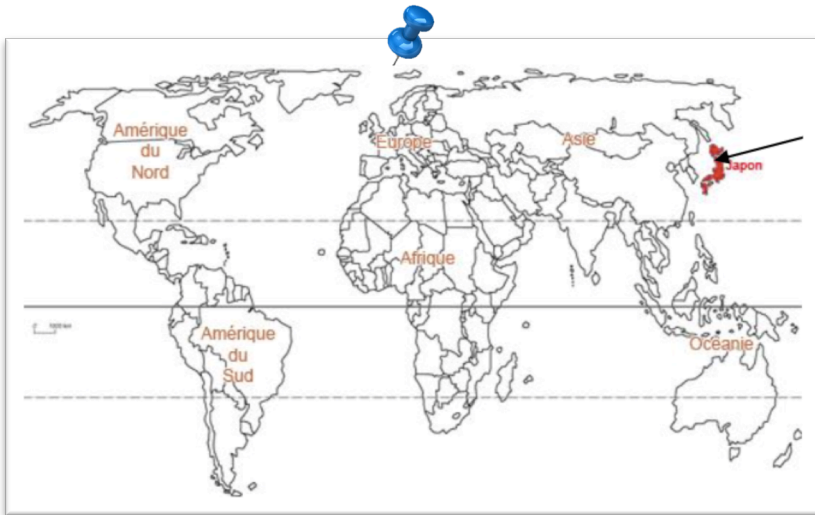 Amérique
du
Nord
Europe
Asie
Japon
Afrique
Amérique
du
Sud
Océanie